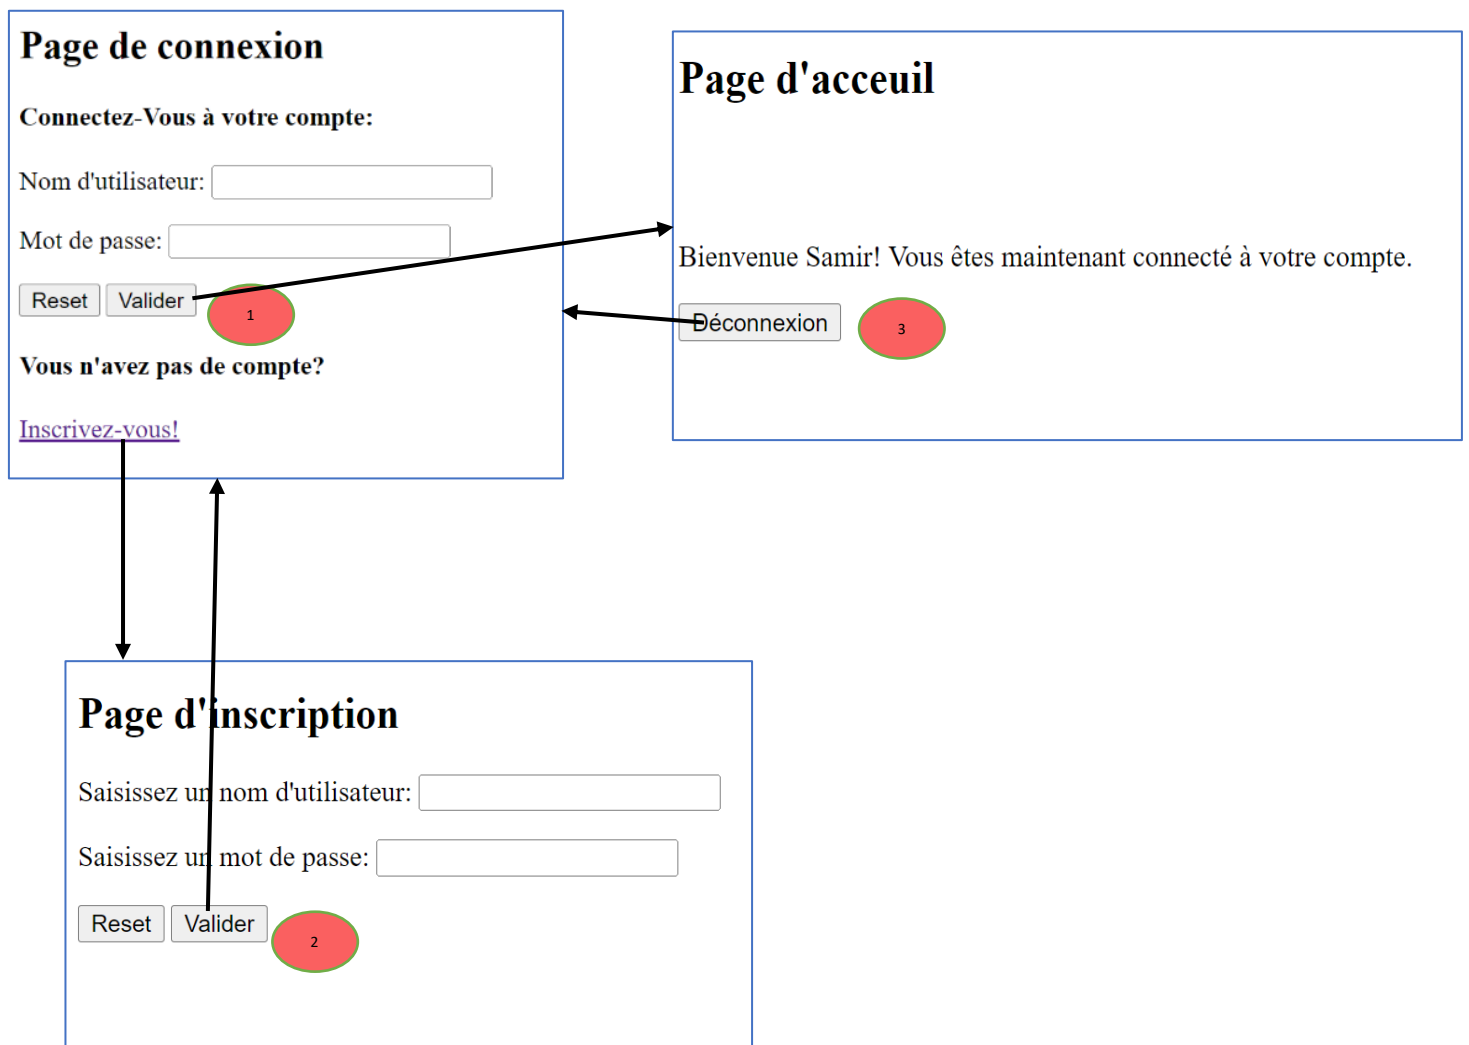 Page de connexion
Connectez-Vous à votre compte:
Nom d'utilisateur:
Mot de passe:
Reset Valider
1
Vous n'avez pas de compte?
Inscrivez-vous!
Page d'acceuil
Bienvenue Samir! Vous êtes maintenant connecté à votre compte.
Déconnexion
3
Page d'inscription
Saisissez un nom d'utilisateur:
Saisissez un mot de passe:
Reset Valider
2